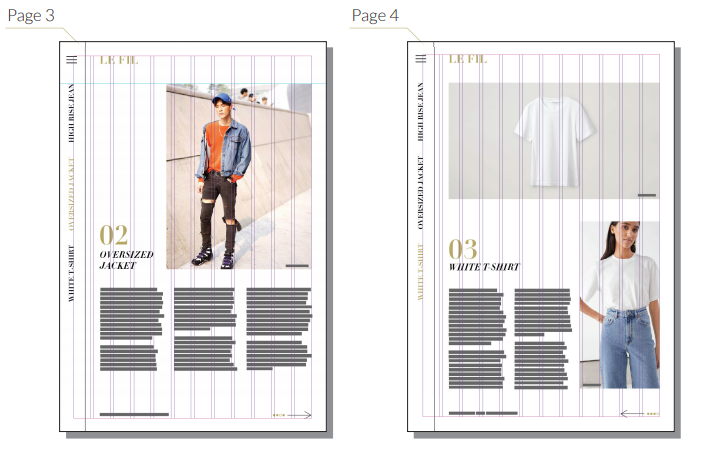 Page 3
LE FIL
HIGH RISE JEAN
OVERSIZED JACKET
WHITE T-SHIRT
02
OVERSIZED
JACKET
Page 4
LE FIL
HIGH RISE JEAN
OVERSIZED JACKET
WHITE T-SHIRT
03
WHITE T-SHIRT